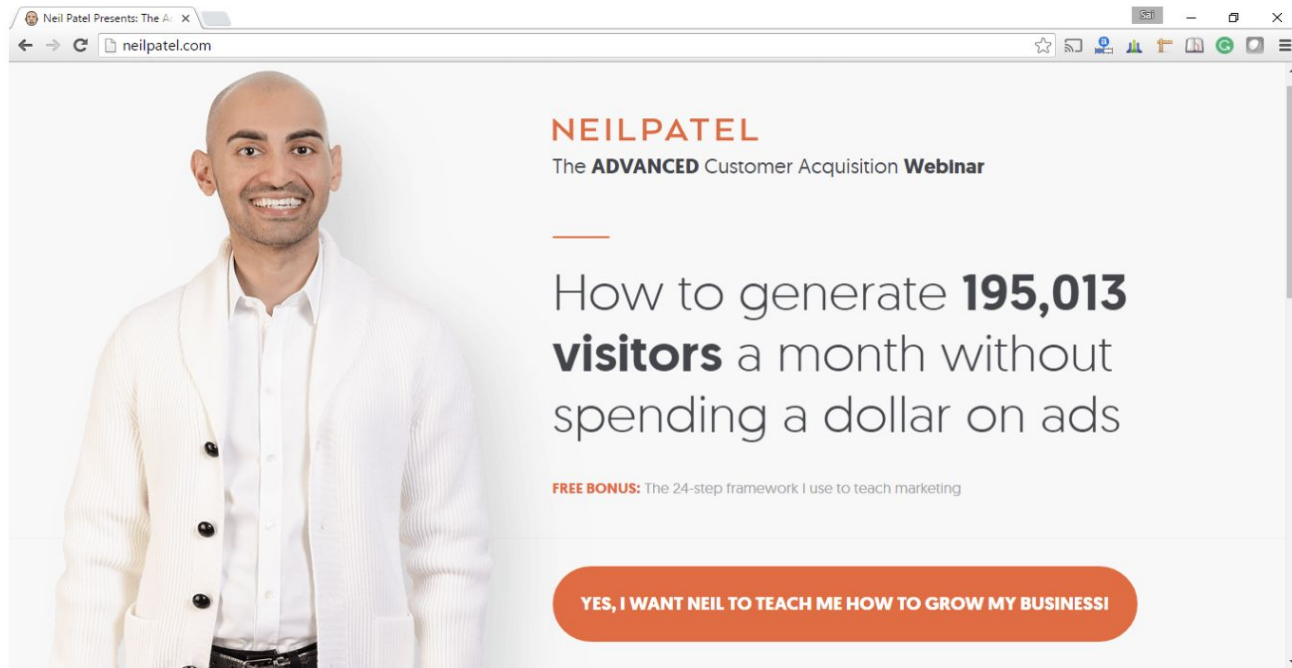 Neil Patel Presents: The A
Sai
neilpatel.com
NEILPATEL
The ADVANCED Customer Acquisition Webinar
How to generate 195,013
visitors a month without
spending a dollar on ads
FREE BONUS: The 24-step framework I use to teach marketing
YES, I WANT NEIL TO TEACH ME HOW TO GROW MY BUSINESS!